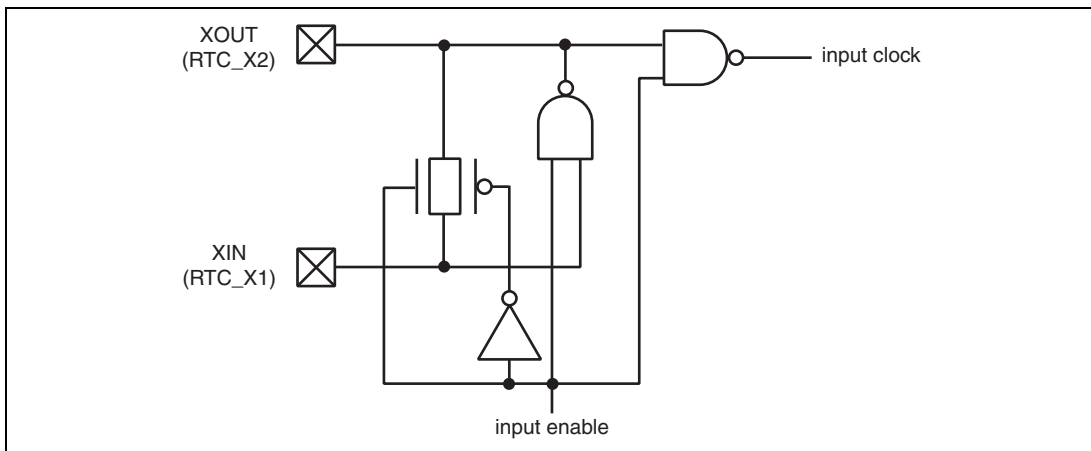 XOUT
(RTC_X2)
input clock
XIN
(RTC_X1)
input enable